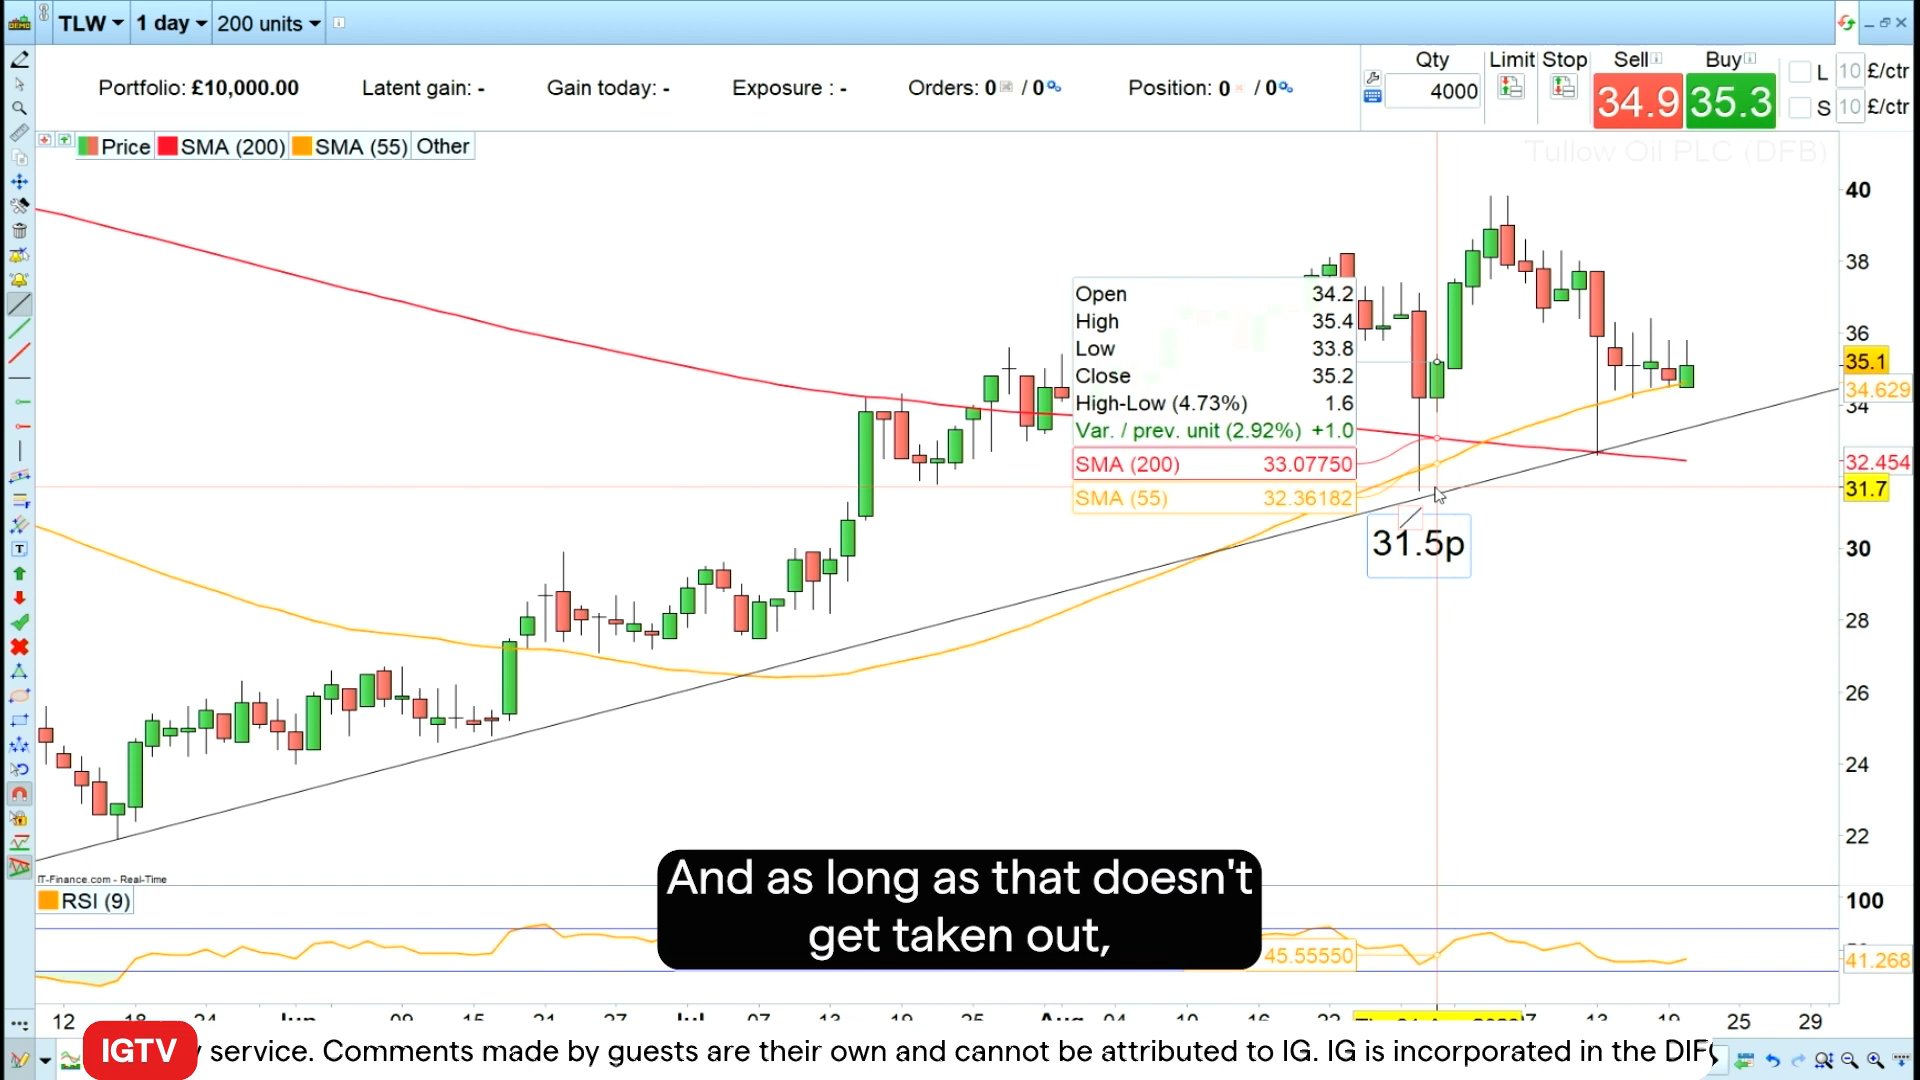 TLW 1 day 200 units
Portfolio: £10,000.00 Latent gain: - Gain today: - Exposure : - Orders: 0 / 0 Position: 0 / 0
Qty Limit Stop Sell Buy
4000 34.9 35.3
L 10 £/ctr
S 10 £/ctr
Price SMA (200) SMA (55) Other
Tullow Oil PLC (DFB)
40
38
36
35.1
34.629
34
32.454
31.7
30
28
26
24
22
Open 34.2
High 35.4
Low 33.8
Close 35.2
High-Low (4.73%) 1.6
Var. / prev. unit (2.92%) +1.0
SMA (200) 33.07750
SMA (55) 32.36182
31.5p
IT-Finance.com - Real-Time
RSI (9)
100
45.55550
41.268
And as long as that doesn't
get taken out,
12 18 24 Jun 09 15 21 27 Jul 07 13 19 25 Aug 04 10 16 22 13 19 25 29
IGTV
service. Comments made by guests are their own and cannot be attributed to IG. IG is incorporated in the DIF